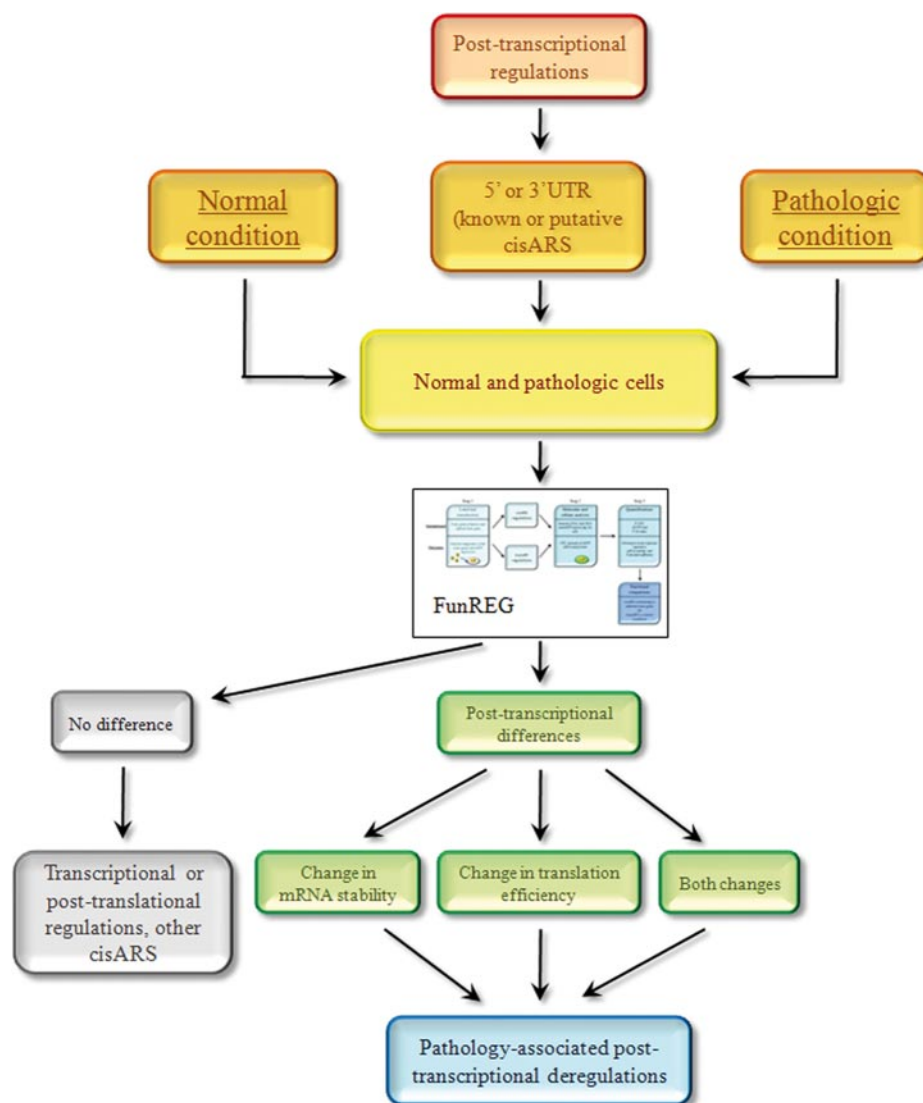 Post-transcriptional
regulations
Normal
condition
5' or 3'UTR
(known or putative
cisARS
Pathologic
condition
Normal and pathologic cells
FunREG
No difference
Post-transcriptional
differences
Transcriptional or
post-translational
regulations, other
cisARS
Change in
mRNA stability
Change in translation
efficiency
Both changes
Pathology-associated post-
transcriptional deregulations